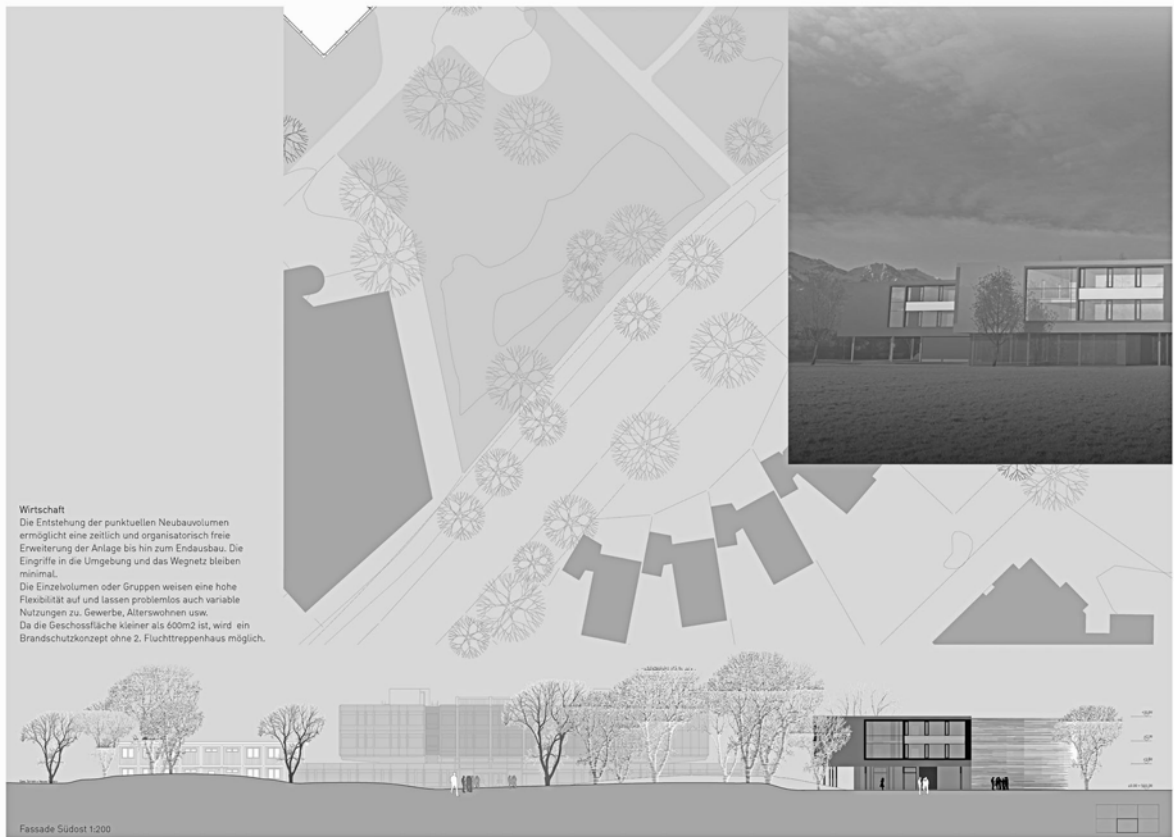 Wirtschaft
Die Entstehung der punktuellen Neubauvolumen
ermöglicht eine zeitlich und organisatorisch freie
Erweiterung der Anlage bis hin zum Endausbau. Die
Eingriffe in die Umgebung und das Wegnetz bleiben
minimal.
Die Einzelvolumen oder Gruppen weisen eine hohe
Flexibilität auf und lassen problemlos auch variable
Nutzungen zu. Gewerbe, Alterswohnen usw.
Da die Geschossfläche kleiner als 600m2 ist, wird ein
Brandschutzkonzept ohne 2. Fluchttreppenhaus möglich.
Fassade Südost 1:200